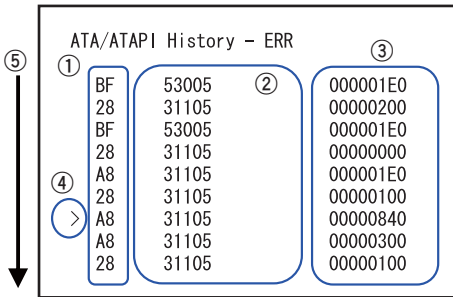 ATA/ATAPI History - ERR
⑤ ① ② ③
BF 53005 000001E0
28 31105 00000200
BF 53005 000001E0
28 31105 00000000
④ A8 31105 000001E0
28 31105 00000100
> A8 31105 00000840
A8 31105 00000300
28 31105 00000100